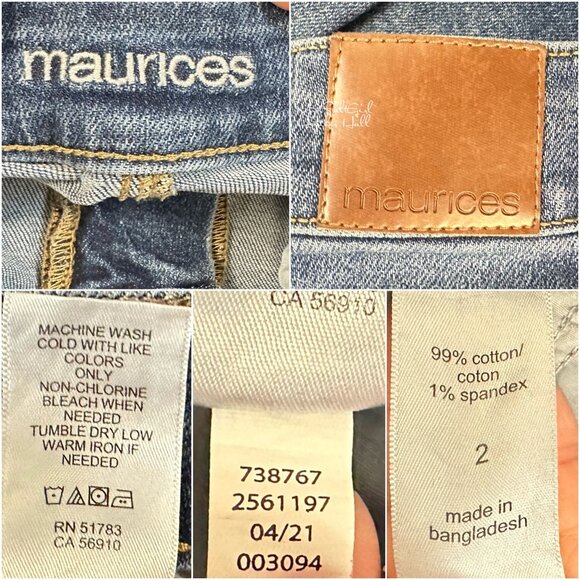 maurices
maurices
MACHINE WASH
COLD WITH LIKE
COLORS
ONLY
NON-CHLORINE
BLEACH WHEN
NEEDED
TUMBLE DRY LOW
WARM IRON IF
NEEDED
RN 51783
CA 56910
CA 56910
738767
2561197
04/21
003094
99% cotton/
coton
1% spandex
2
made in
bangladesh